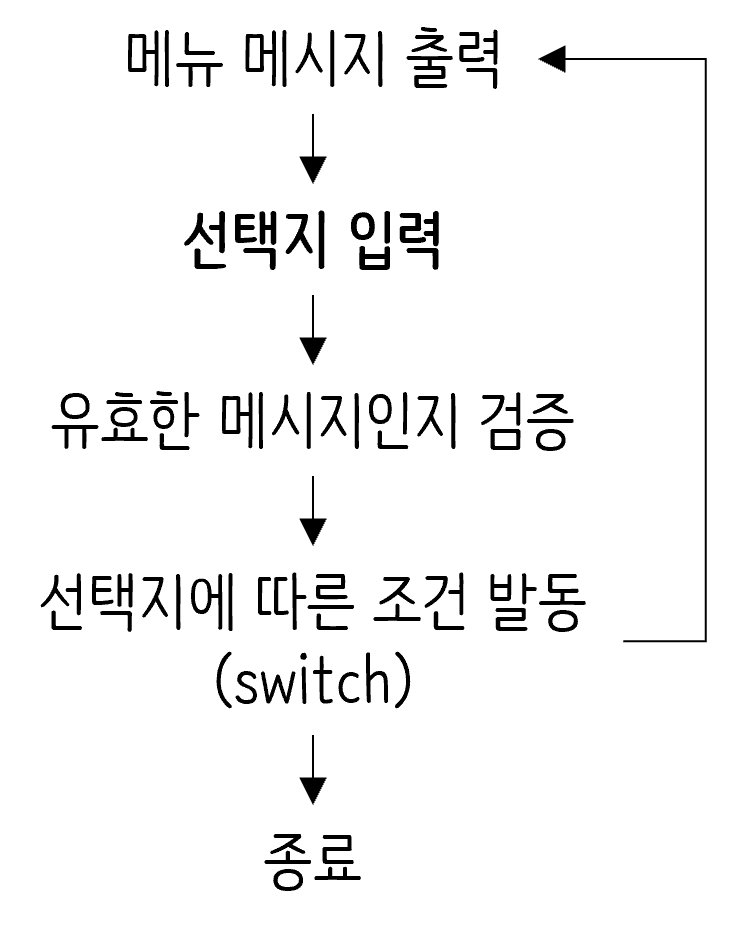 메뉴 메시지 출력
선택지 입력
유효한 메시지인지 검증
선택지에 따른 조건 발동
(switch)
종료